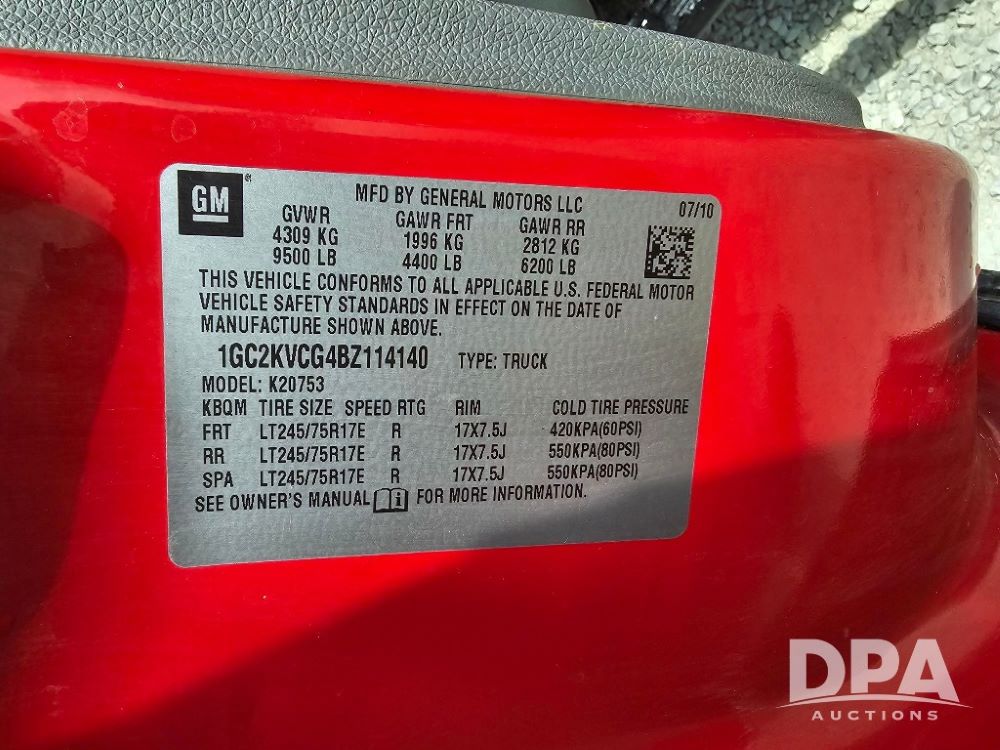 GM
MFD BY GENERAL MOTORS LLC 07/10
GVWR GAWR FRT GAWR RR
4309 KG 1996 KG 2812 KG
9500 LB 4400 LB 6200 LB
THIS VEHICLE CONFORMS TO ALL APPLICABLE U.S. FEDERAL MOTOR
VEHICLE SAFETY STANDARDS IN EFFECT ON THE DATE OF
MANUFACTURE SHOWN ABOVE.
1GC2KVCG4BZ114140 TYPE: TRUCK
MODEL: K20753
KBQM TIRE SIZE SPEED RTG RIM COLD TIRE PRESSURE
FRT LT245/75R17E R 17X7.5J 420KPA(60PSI)
RR LT245/75R17E R 17X7.5J 550KPA(80PSI)
SPA LT245/75R17E R 17X7.5J 550KPA(80PSI)
SEE OWNER'S MANUAL i FOR MORE INFORMATION.
DPA
AUCTIONS